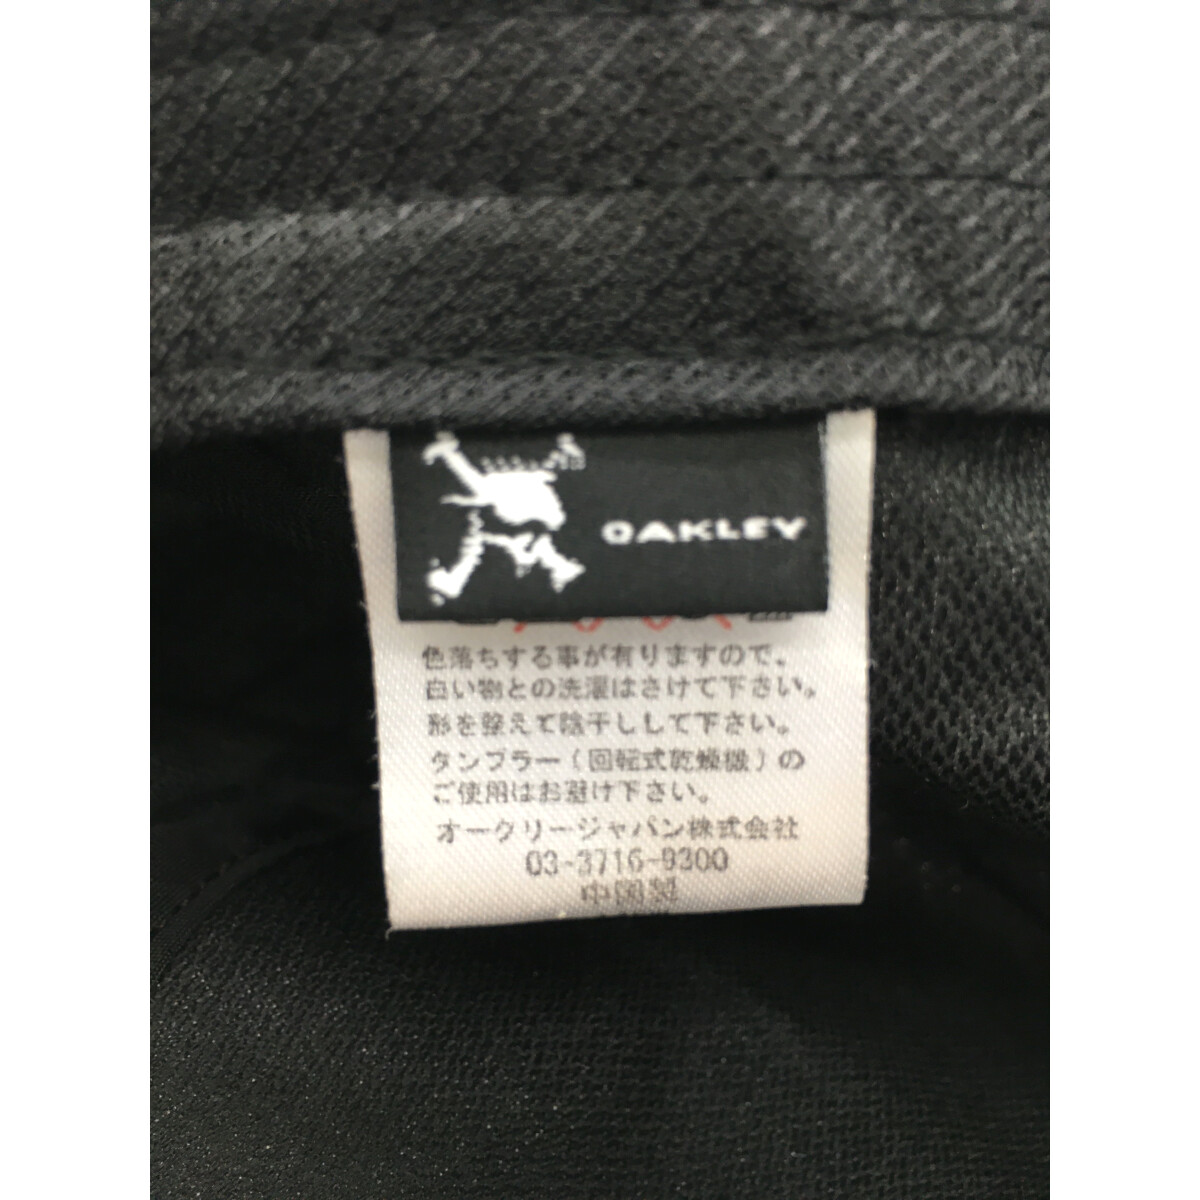 OAKLEY
色落ちする事が有りますので、
白い物との洗濯はさけて下さい。
形を整えて陰干しして下さい。
タンブラー(回転式乾燥機)の
ご使用はお避け下さい。
オークリージャパン株式会社
03-3716-9300
中国製